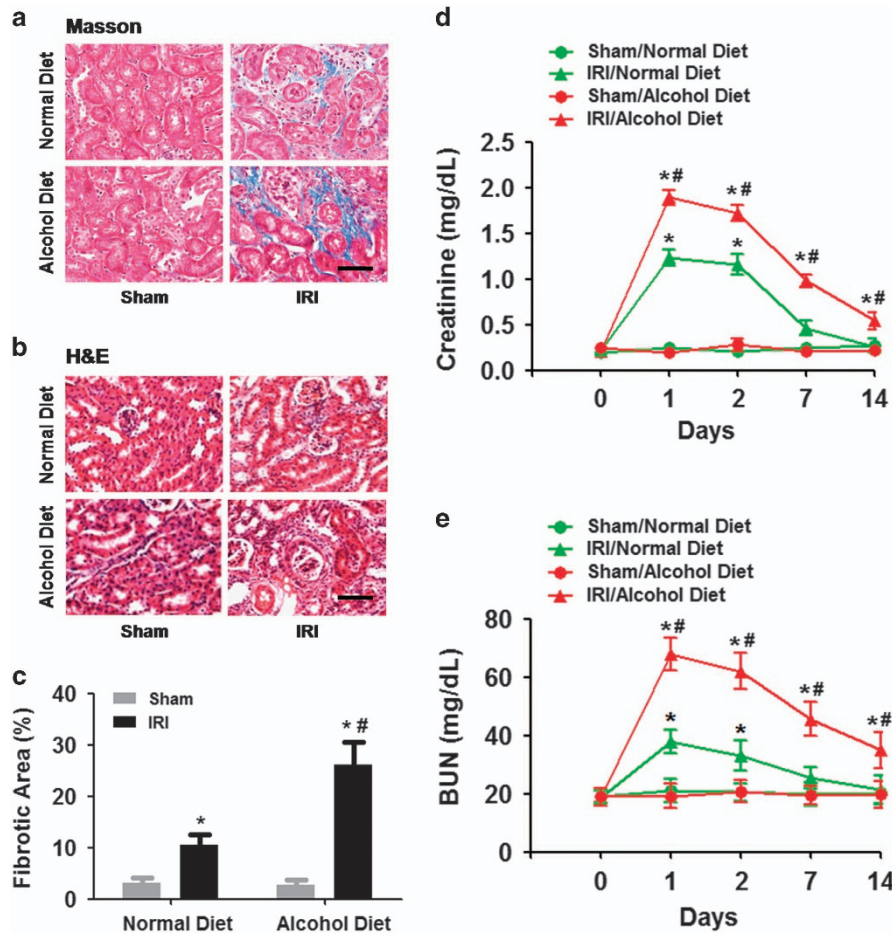 a
Masson
Normal Diet
Alcohol Diet
Sham IRI
b
H&E
Normal Diet
Alcohol Diet
Sham IRI
c
Sham
IRI
Fibrotic Area (%)
40
30
20
10
0
*
* #
Normal Diet Alcohol Diet
d
Sham/Normal Diet
IRI/Normal Diet
Sham/Alcohol Diet
IRI/Alcohol Diet
Creatinine (mg/dL)
2.5
2.0
1.5
1.0
0.5
0.0
*#
*#
*
*
*#
*#
0 1 2 7 14
Days
e
Sham/Normal Diet
IRI/Normal Diet
Sham/Alcohol Diet
IRI/Alcohol Diet
BUN (mg/dL)
80
60
40
20
0
*#
*#
*
*
*#
*#
0 1 2 7 14
Days